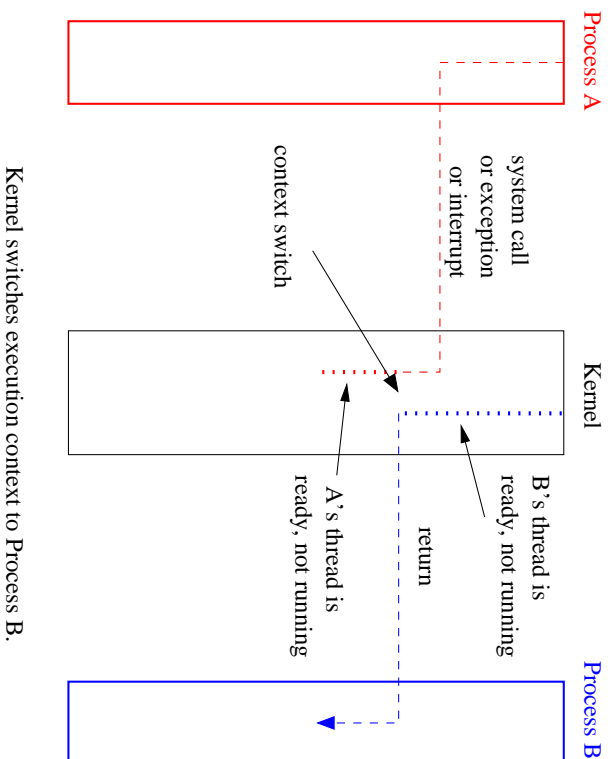 Process A
Kernel
Process B
system call
or exception
or interrupt
context switch
B's thread is
ready, not running
return
A's thread is
ready, not running
Kernel switches execution context to Process B.